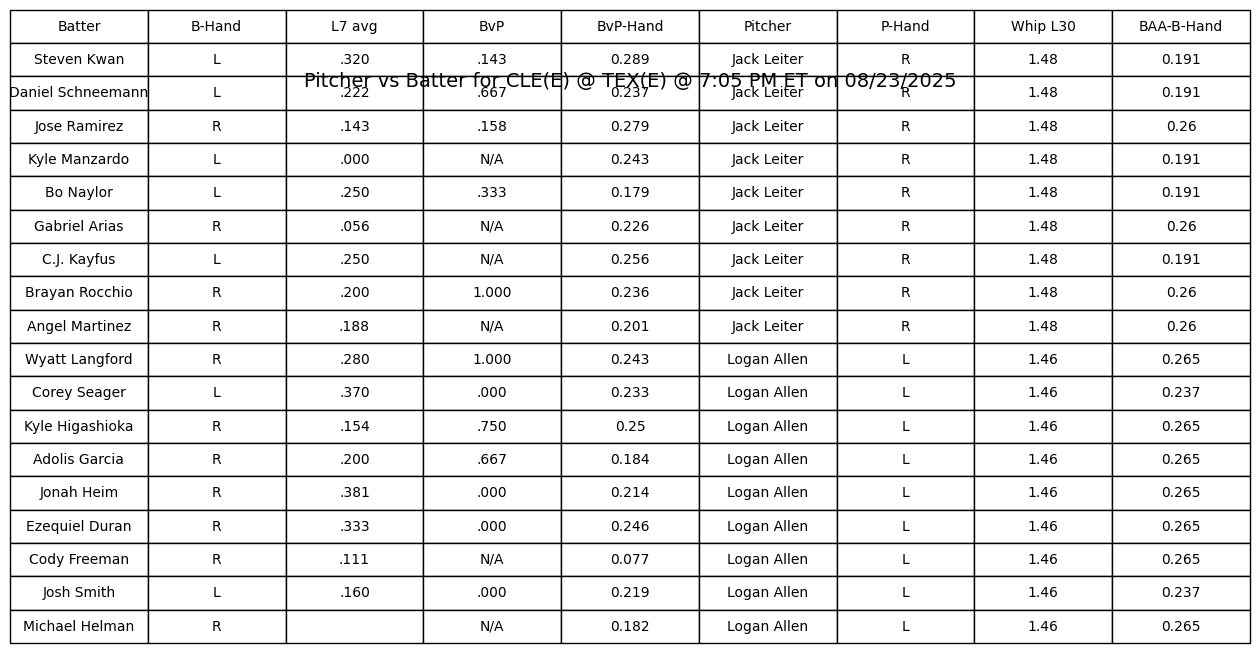 Batter B-Hand L7 avg BvP BvP-Hand Pitcher P-Hand Whip L30 BAA-B-Hand
Steven Kwan L .320 .143 0.289 Jack Leiter R 1.48 0.191
Pitcher vs Batter for CLE(E) @ TEX(E) @ 7:05 PM ET on 08/23/2025
Daniel Schneemann L .222 .667 0.237 Jack Leiter R 1.48 0.191
Jose Ramirez R .143 .158 0.279 Jack Leiter R 1.48 0.26
Kyle Manzardo L .000 N/A 0.243 Jack Leiter R 1.48 0.191
Bo Naylor L .250 .333 0.179 Jack Leiter R 1.48 0.191
Gabriel Arias R .056 N/A 0.226 Jack Leiter R 1.48 0.26
C.J. Kayfus L .250 N/A 0.256 Jack Leiter R 1.48 0.191
Brayan Rocchio R .200 1.000 0.236 Jack Leiter R 1.48 0.26
Angel Martinez R .188 N/A 0.201 Jack Leiter R 1.48 0.26
Wyatt Langford R .280 1.000 0.243 Logan Allen L 1.46 0.265
Corey Seager L .370 .000 0.233 Logan Allen L 1.46 0.237
Kyle Higashioka R .154 .750 0.25 Logan Allen L 1.46 0.265
Adolis Garcia R .200 .667 0.184 Logan Allen L 1.46 0.265
Jonah Heim R .381 .000 0.214 Logan Allen L 1.46 0.265
Ezequiel Duran R .333 .000 0.246 Logan Allen L 1.46 0.265
Cody Freeman R .111 N/A 0.077 Logan Allen L 1.46 0.265
Josh Smith L .160 .000 0.219 Logan Allen L 1.46 0.237
Michael Helman R N/A 0.182 Logan Allen L 1.46 0.265